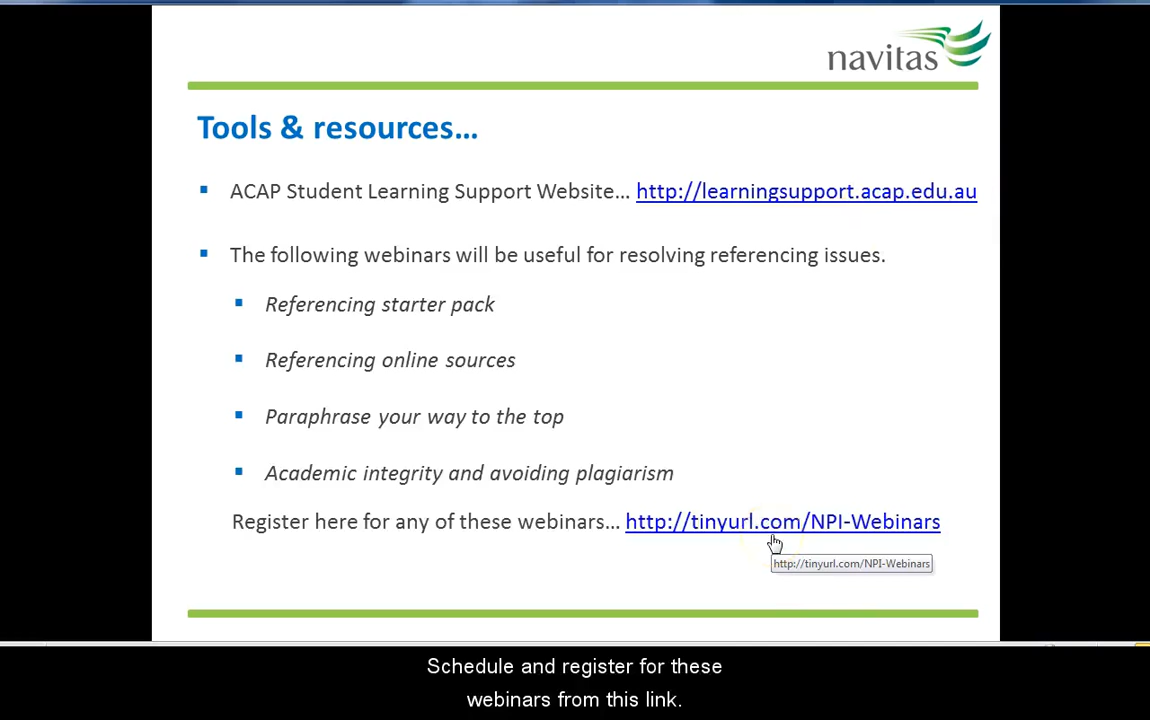 navitas
Tools & resources…
ACAP Student Learning Support Website… http://learningsupport.acap.edu.au
The following webinars will be useful for resolving referencing issues.
Referencing starter pack
Referencing online sources
Paraphrase your way to the top
Academic integrity and avoiding plagiarism
Register here for any of these webinars… http://tinyurl.com/NPI-Webinars
http://tinyurl.com/NPI-Webinars
Schedule and register for these
webinars from this link.